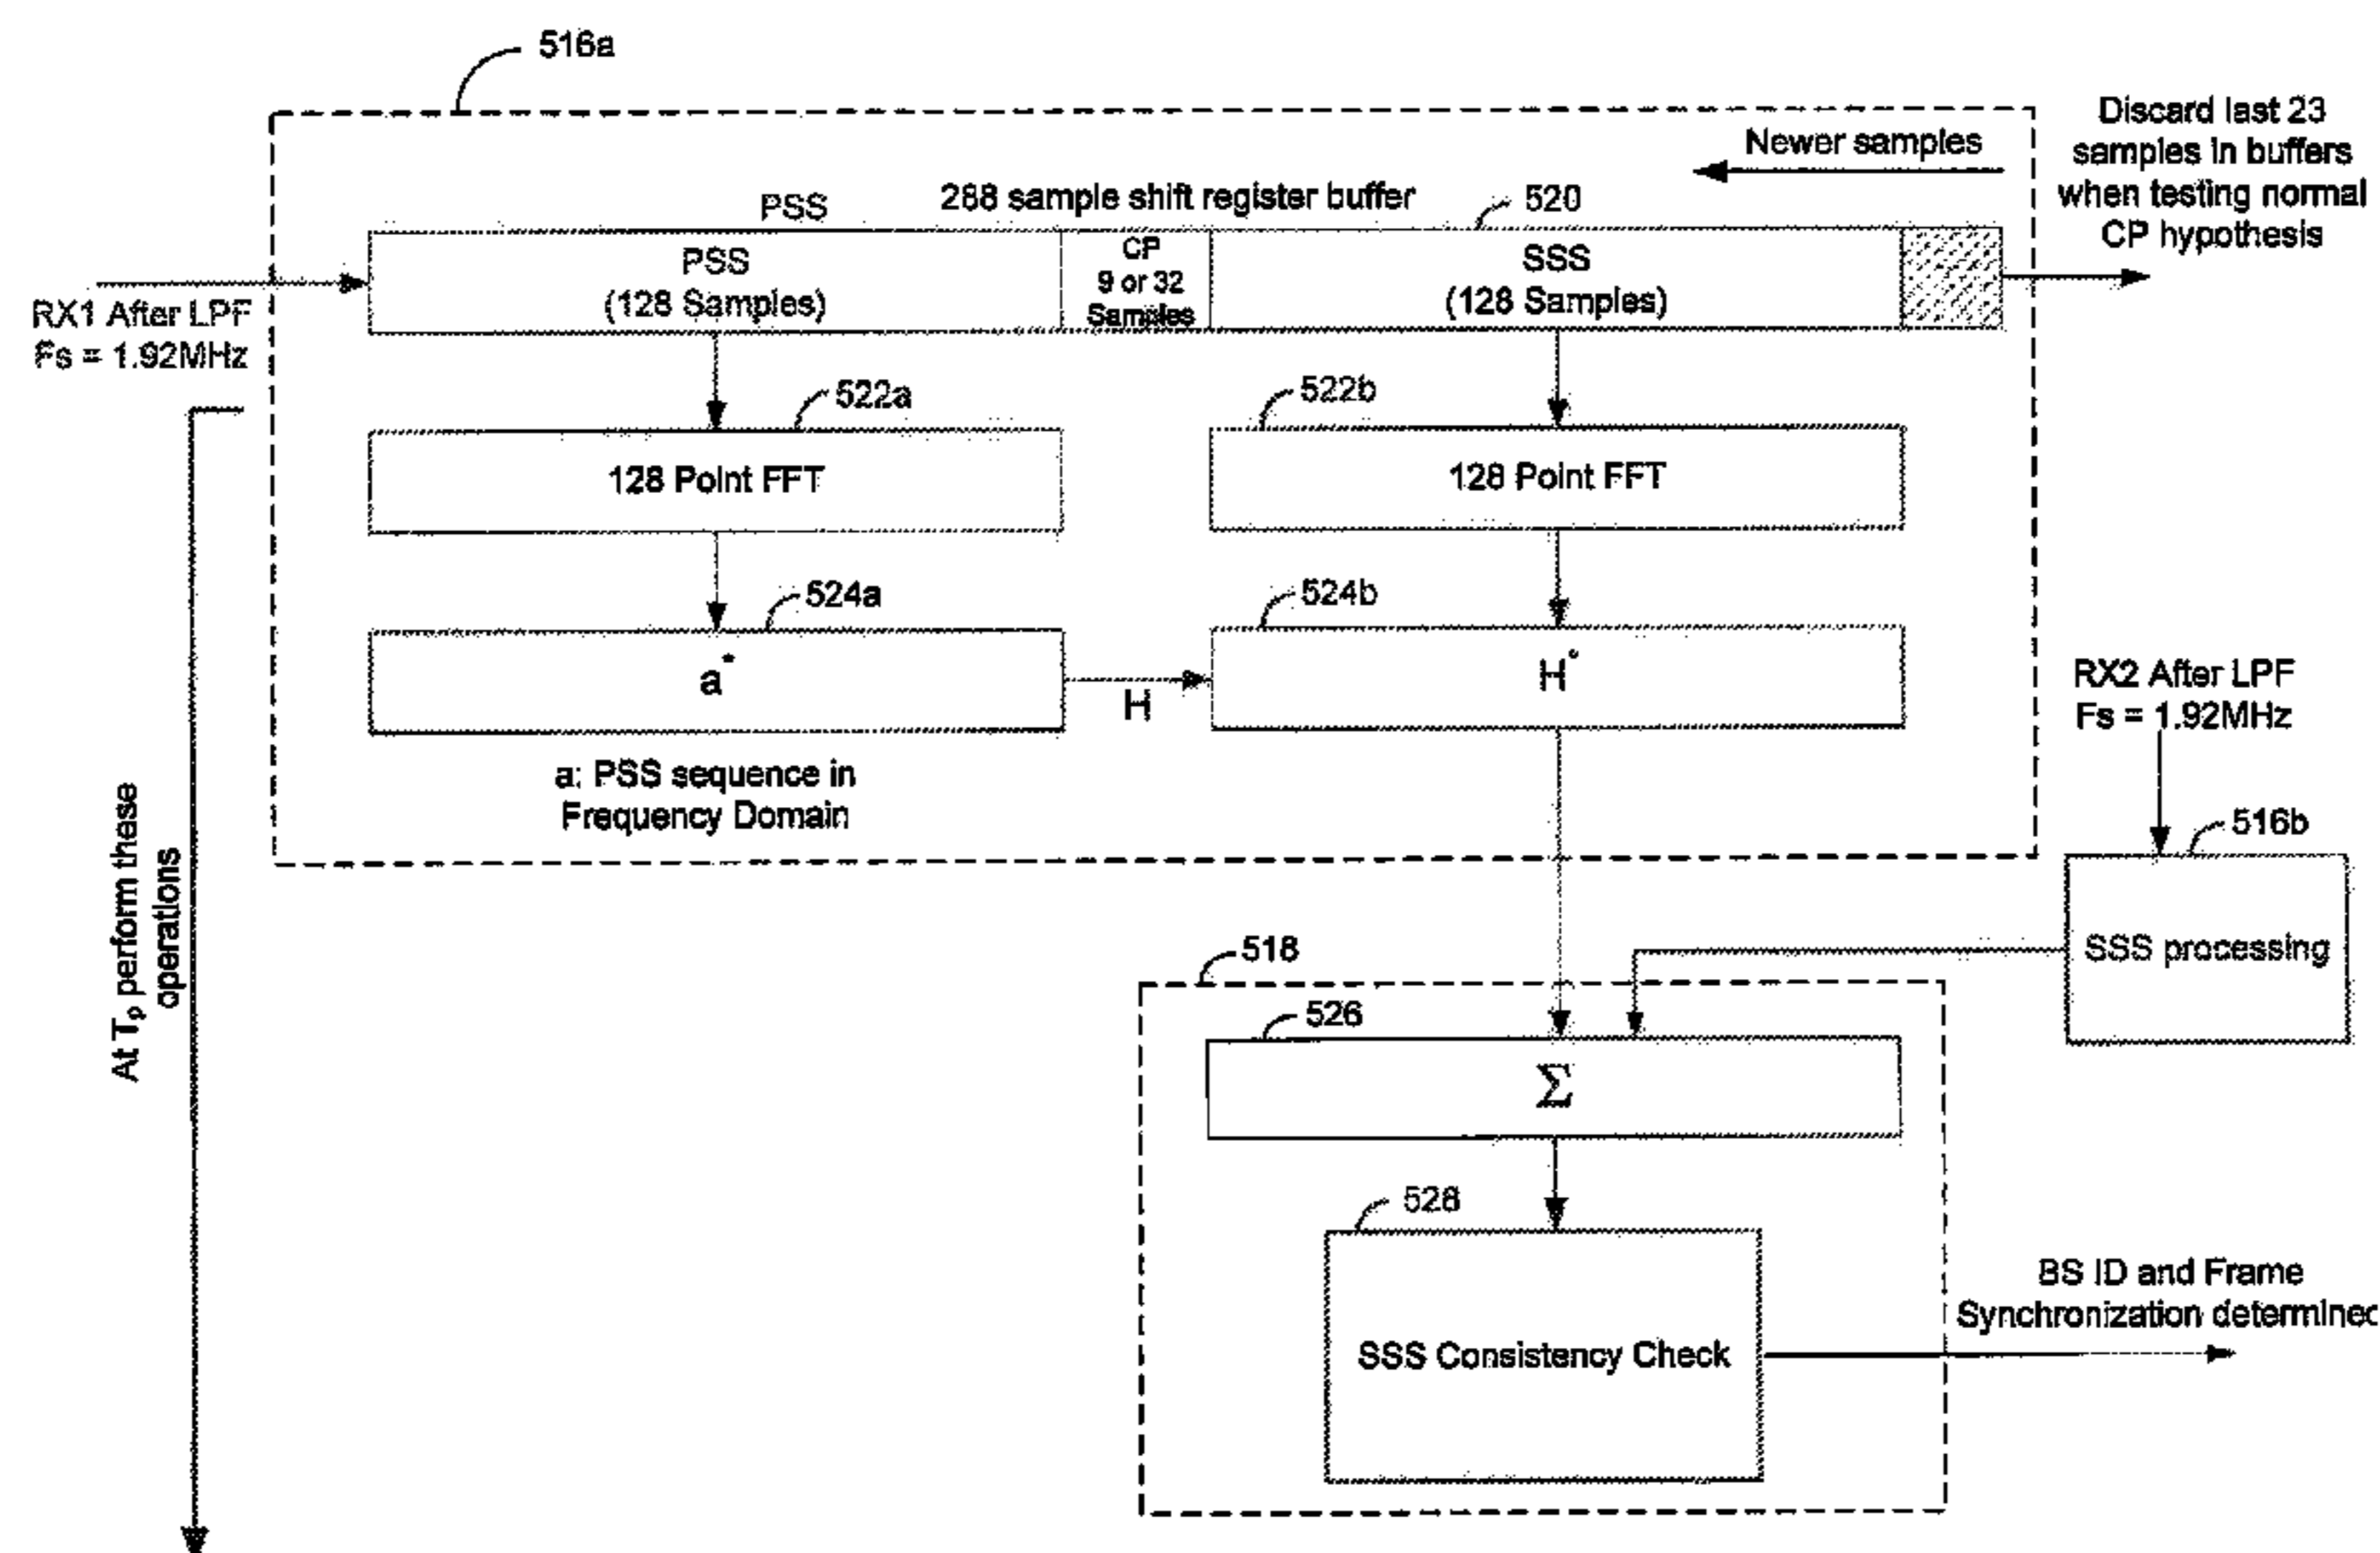 516a
Discard last 23
samples in buffers
when testing normal
CP hypothesis
Newer samples
PSS
288 sample shift register buffer
520
PSS
(128 Samples)
CP
9 or 32
Samples
SSS
(128 Samples)
RX1 After LPF
Fs = 1.92MHz
522a
522b
128 Point FFT
128 Point FFT
524a
524b
a*
H
H*
RX2 After LPF
Fs = 1.92MHz
a: PSS sequence in
Frequency Domain
516b
SSS processing
At Tp perform these
operations
518
526
Σ
528
SSS Consistency Check
BS ID and Frame
Synchronization determined